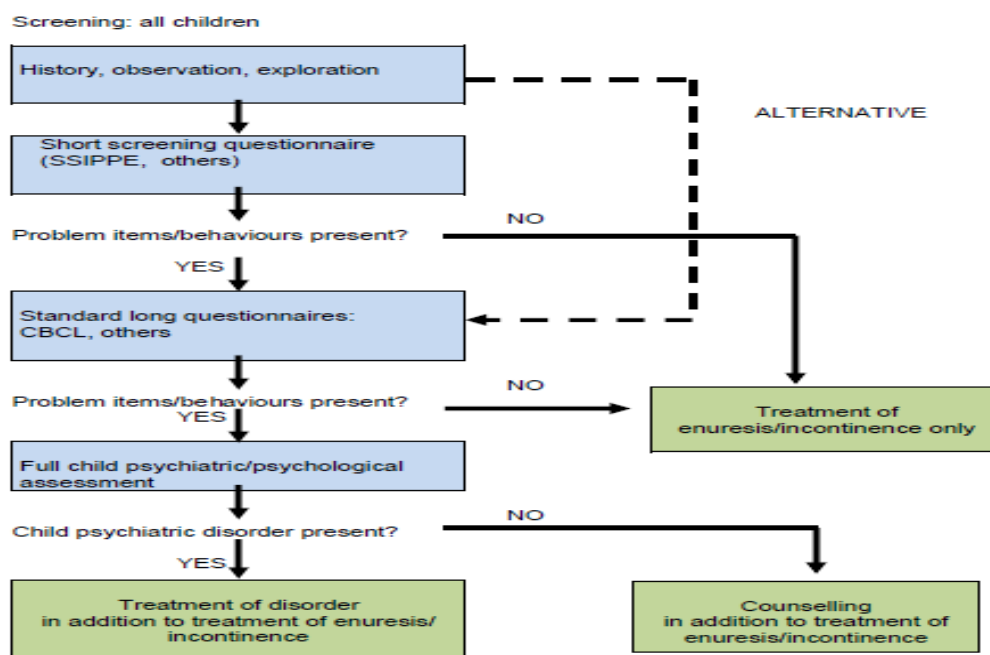 Screening: all children
History, observation, exploration
ALTERNATIVE
Short screening questionnaire
(SSIPPE, others)
NO
Problem items/behaviours present?
YES
Standard long questionnaires:
CBCL, others
NO
Problem items/behaviours present?
YES
Treatment of
enuresis/incontinence only
Full child psychiatric/psychological
assessment
NO
Child psychiatric disorder present?
YES
Treatment of disorder
in addition to treatment of enuresis/
incontinence
Counselling
in addition to treatment of
enuresis/incontinence